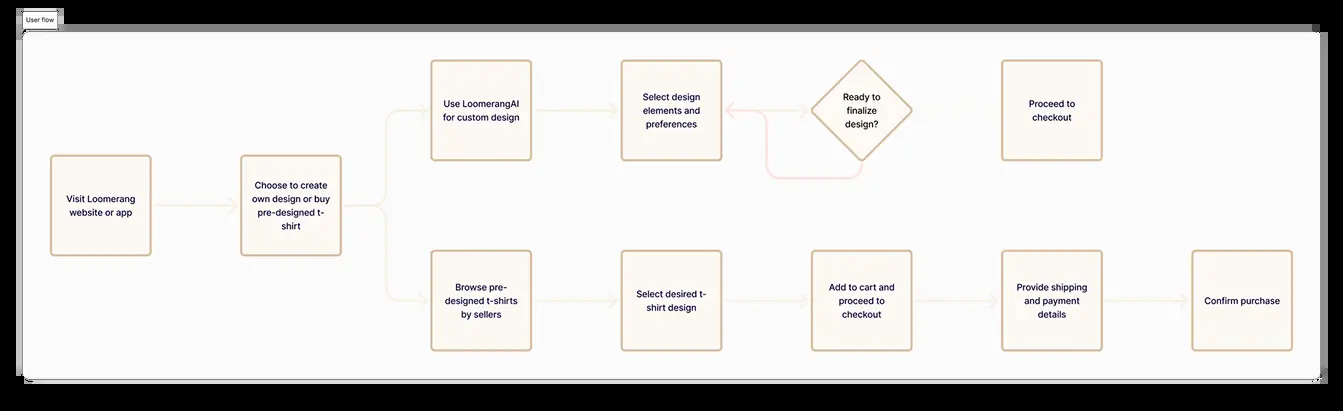 User flow
Use LoomerangAI
for custom design
Select design
elements and
preferences
Ready to
finalize
design?
Proceed to
checkout
Visit Loomerang
website or app
Choose to create
own design or buy
pre-designed t-
shirt
Browse pre-
designed t-shirts
by sellers
Select desired t-
shirt design
Add to cart and
proceed to
checkout
Provide shipping
and payment
details
Confirm purchase